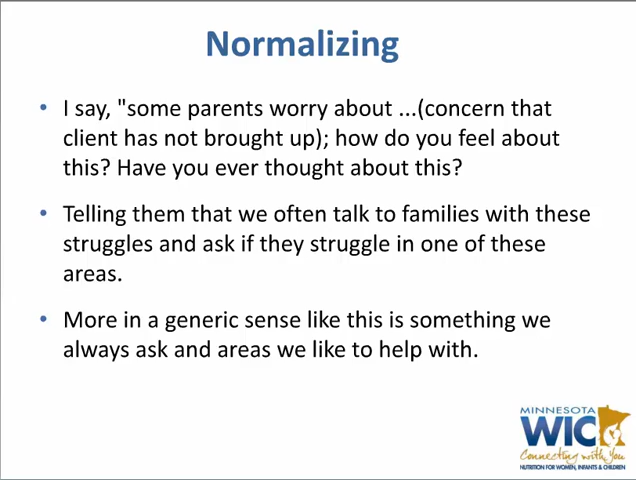 Normalizing
• I say, "some parents worry about ...(concern that
client has not brought up); how do you feel about
this? Have you ever thought about this?
• Telling them that we often talk to families with these
struggles and ask if they struggle in one of these
areas.
• More in a generic sense like this is something we
always ask and areas we like to help with.
MINNESOTA
WIC
Connecting with You
NUTRITION FOR WOMEN, INFANTS & CHILDREN